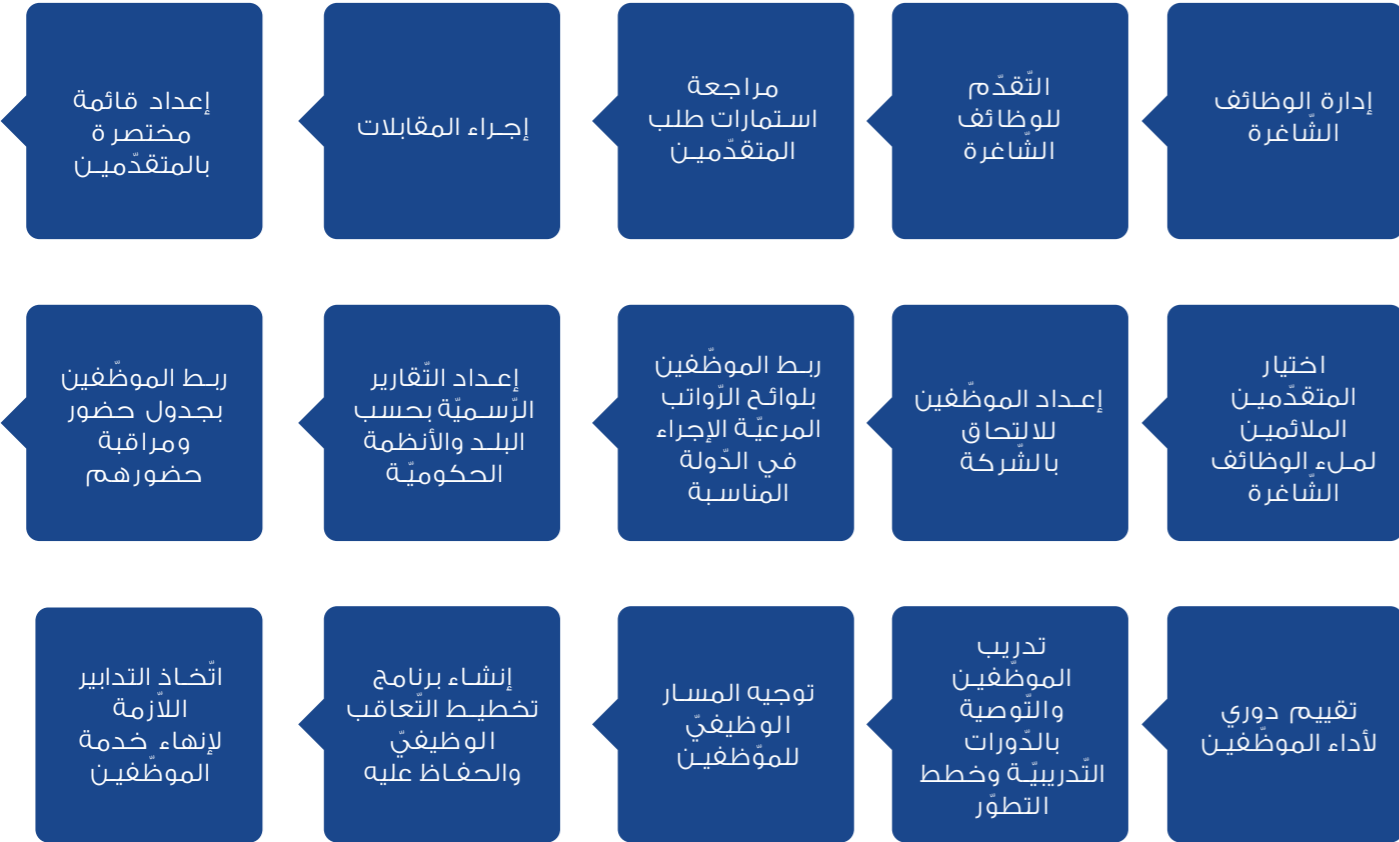 إدارة الوظائف
الشّاغرة
التّقدّم
للوظائف
الشّاغرة
مراجعة
استمارات طلب
المتقدّمين
إجراء المقابلات
إعداد قائمة
مختصرة
بالمتقدّمين
اختيار
المتقدّمين
الملائمين
لملء الوظائف
الشّاغرة
إعداد الموظّفين
للالتحاق
بالشّركة
ربط الموظّفين
بلوائح الرّواتب
المرعيّة الإجراء
في الدّولة
المناسبة
إعداد التّقارير
الرّسميّة بحسب
البلد والأنظمة
الحكوميّة
ربط الموظّفين
بجدول حضور
ومراقبة
حضورهم
تقييم دوري
لأداء الموظّفين
تدريب
الموظّفين
والتّوصية
بالدّورات
التّدريبيّة وخطط
التطوّر
توجيه المسار
الوظيفيّ
للموّظفين
إنشاء برنامج
تخطيط التّعاقب
الوظيفيّ
والحفاظ عليه
اتّخاذ التدابير
اللاّزمة
لإنهاء خدمة
الموظّفين